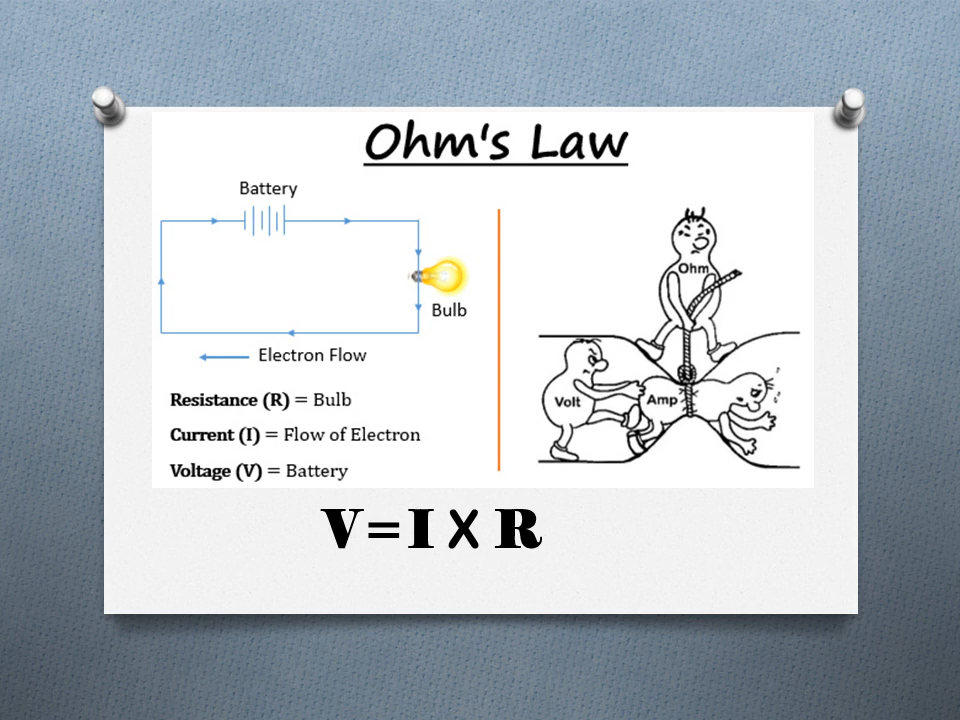 Ohm's Law
Battery
Bulb
Electron Flow
Resistance (R) = Bulb
Current (I) = Flow of Electron
Voltage (V) = Battery
Ohm
Volt
Amp
V=I X R